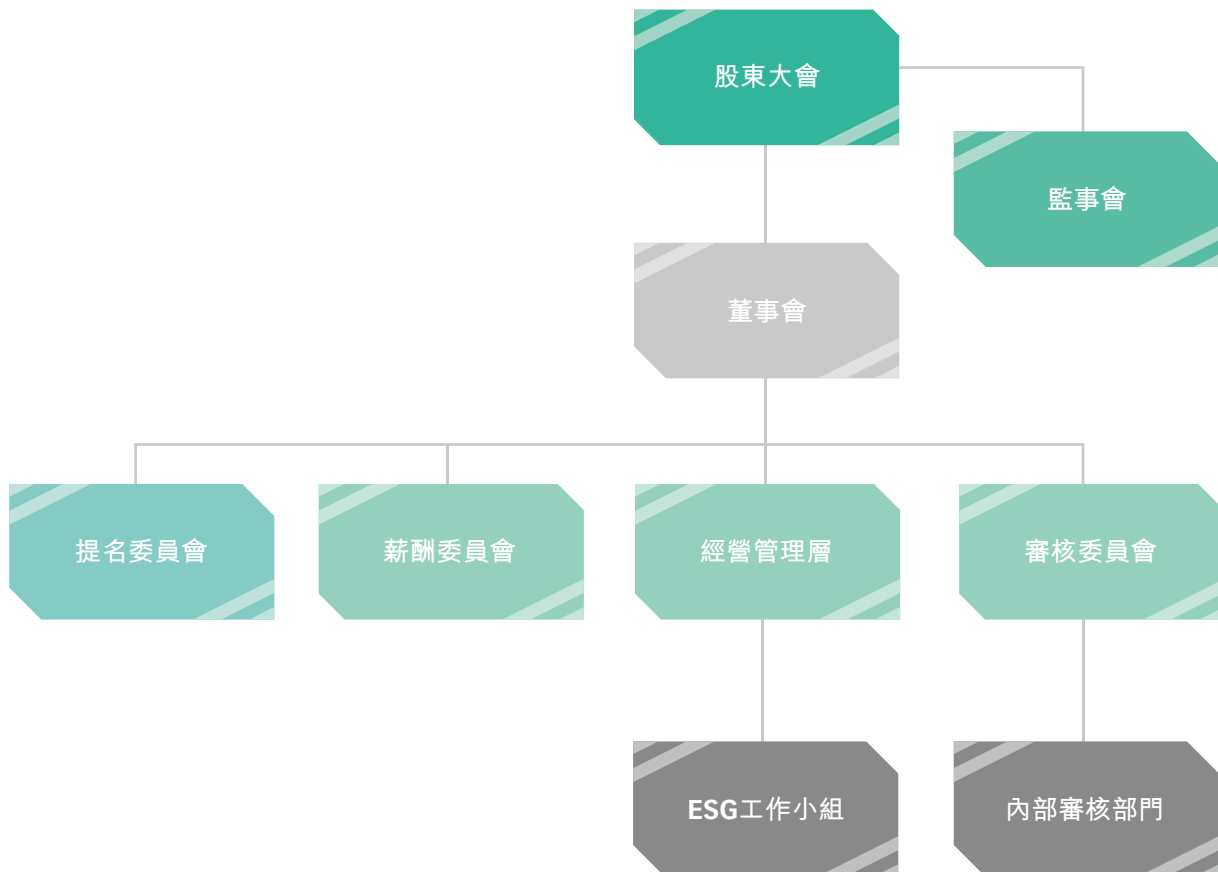 股東大會
監事會
董事會
提名委員會
薪酬委員會
經營管理層
審核委員會
ESG工作小組
內部審核部門